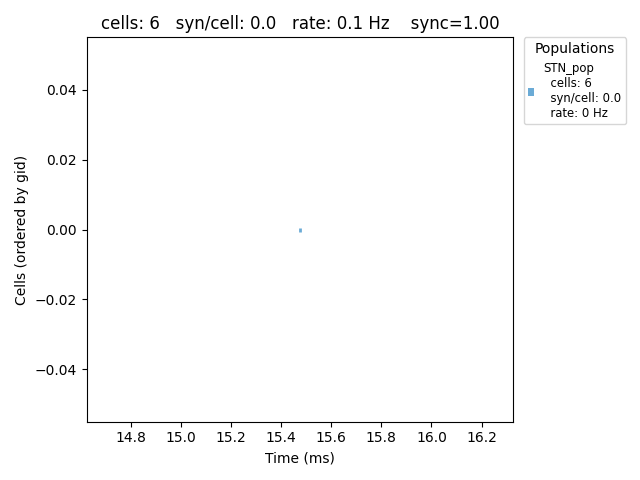 cells: 6   syn/cell: 0.0   rate: 0.1 Hz    sync=1.00
Populations
STN_pop
cells: 6
syn/cell: 0.0
rate: 0 Hz
Cells (ordered by gid)
0.04
0.02
0.00
−0.02
−0.04
14.8 15.0 15.2 15.4 15.6 15.8 16.0 16.2
Time (ms)